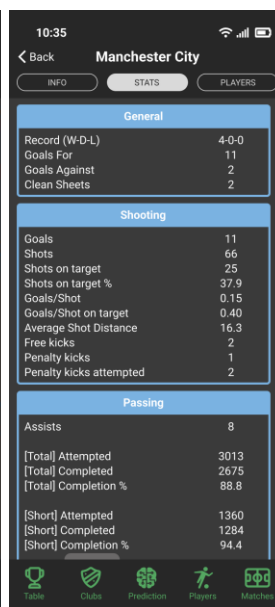 10:35
Back Manchester City
INFO STATS PLAYERS
General
Record (W-D-L) 4-0-0
Goals For 11
Goals Against 2
Clean Sheets 2
Shooting
Goals 11
Shots 66
Shots on target 25
Shots on target % 37.9
Goals/Shot 0.15
Goals/Shot on target 0.40
Average Shot Distance 16.3
Free kicks 2
Penalty kicks 1
Penalty kicks attempted 2
Passing
Assists 8
[Total] Attempted 3013
[Total] Completed 2675
[Total] Completion % 88.8
[Short] Attempted 1360
[Short] Completed 1284
[Short] Completion % 94.4
Table Clubs Prediction Players Matches